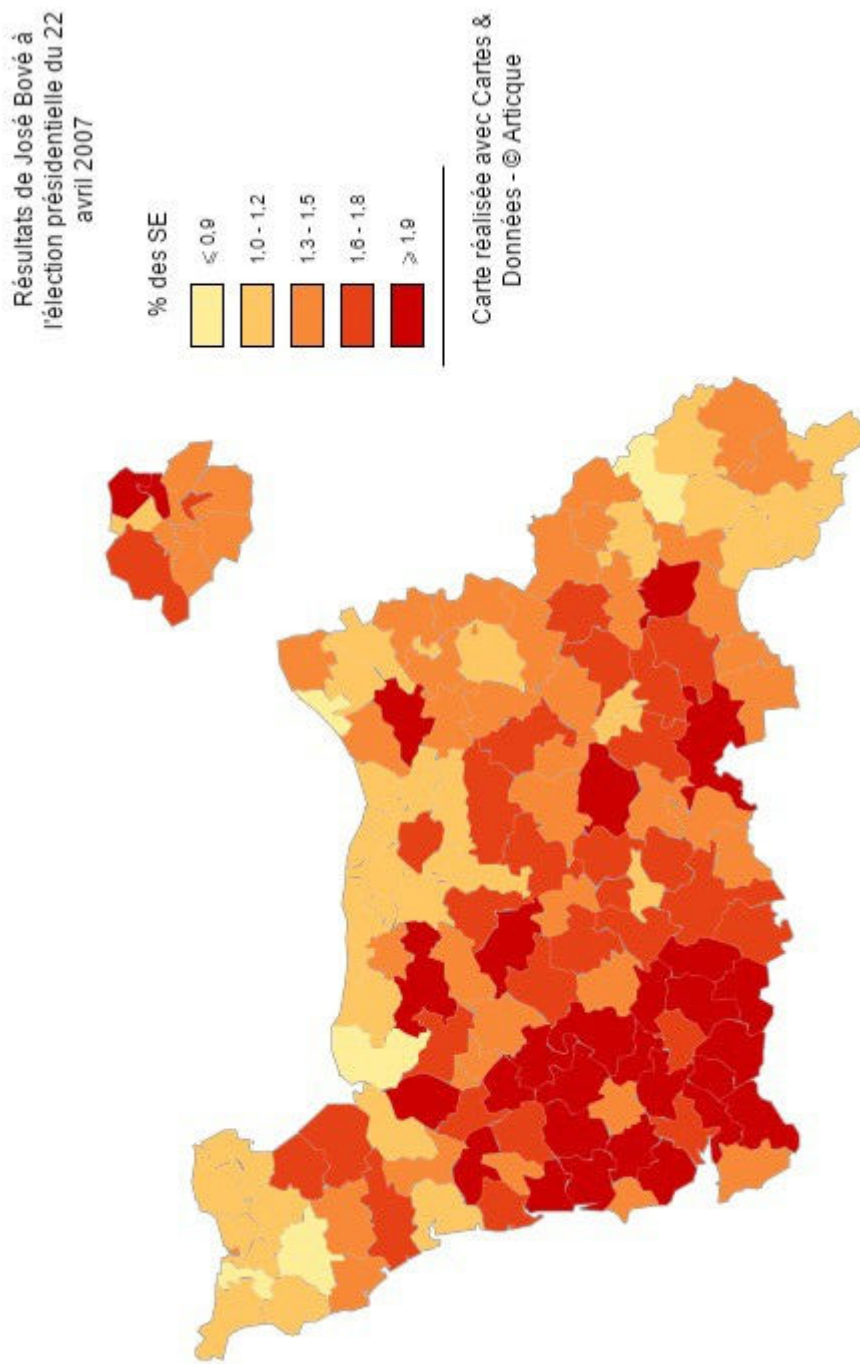 Résultats de José Bové à
l'élection présidentielle du 22
avril 2007
% des SE
⩽ 0,9
1,0 - 1,2
1,3 - 1,5
1,6 - 1,8
⩾ 1,9
Carte réalisée avec Cartes &
Données - © Articque